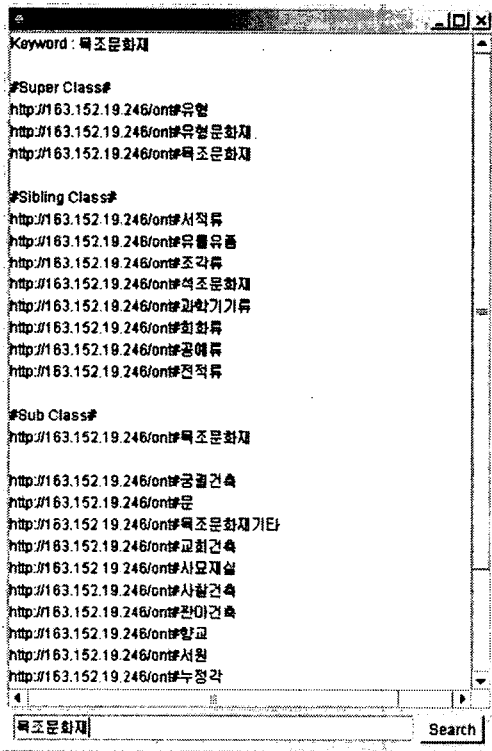 Keyword : 목조문화재
#Super Class#
http://163.152.19.246/ont#유형
http://163.152.19.246/ont#유형문화재
http://163.152.19.246/ont#목조문화재
#Sibling Class#
http://163.152.19.246/ont#서적류
http://163.152.19.246/ont#유물유품
http://163.152.19.246/ont#조각류
http://163.152.19.246/ont#석조문화재
http://163.152.19.246/ont#과학기기류
http://163.152.19.246/ont#회화류
http://163.152.19.246/ont#공예류
http://163.152.19.246/ont#전적류
#Sub Class#
http://163.152.19.246/ont#목조문화재
http://163.152.19.246/ont#궁궐건축
http://163.152.19.246/ont#문
http://163.152.19.246/ont#목조문화재기타
http://163.152.19.246/ont#교회건축
http://163.152.19.246/ont#사묘재실
http://163.152.19.246/ont#사찰건축
http://163.152.19.246/ont#관아건축
http://163.152.19.246/ont#향교
http://163.152.19.246/ont#서원
http://163.152.19.246/ont#누정각
목조문화재
Search